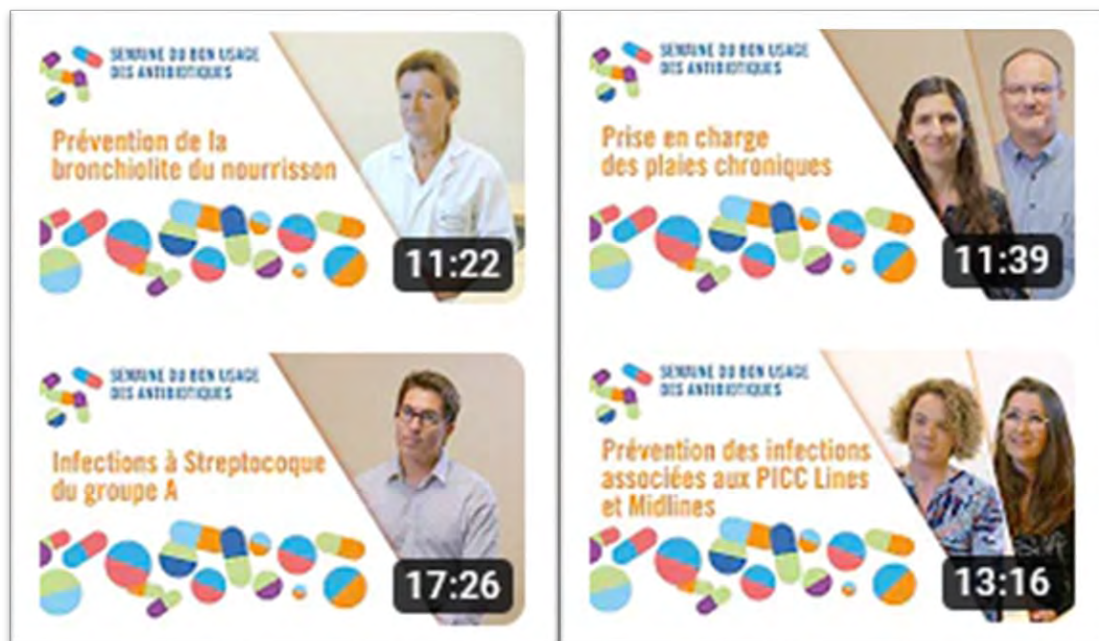 SEMAINE DU BON USAGE
DES ANTIBIOTIQUES
Prévention de la
bronchiolite du nourrisson
11:22
SEMAINE DU BON USAGE
DES ANTIBIOTIQUES
Prise en charge
des plaies chroniques
11:39
SEMAINE DU BON USAGE
DES ANTIBIOTIQUES
Infections à Streptocoque
du groupe A
17:26
SEMAINE DU BON USAGE
DES ANTIBIOTIQUES
Prévention des infections
associées aux PICC Lines
et Midlines
13:16